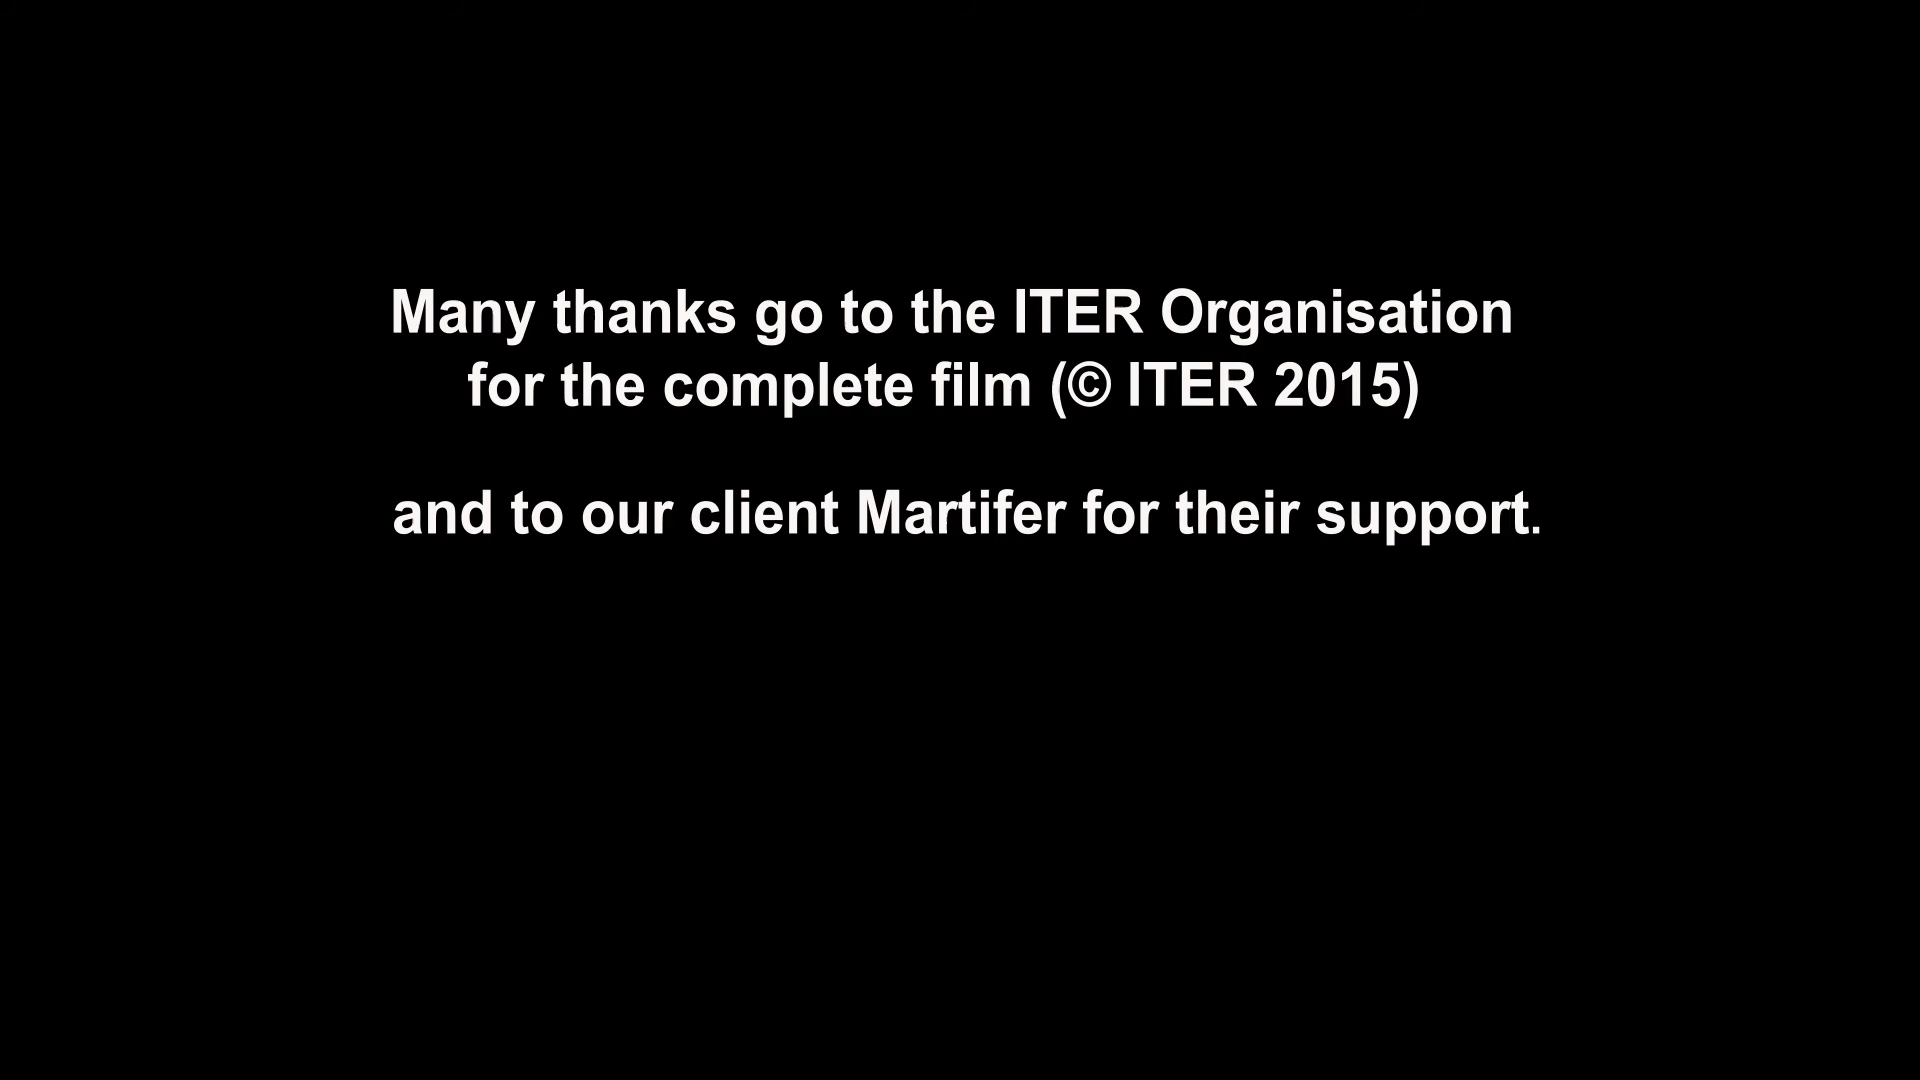 Many thanks go to the ITER Organisation
for the complete film (© ITER 2015)
and to our client Martifer for their support.